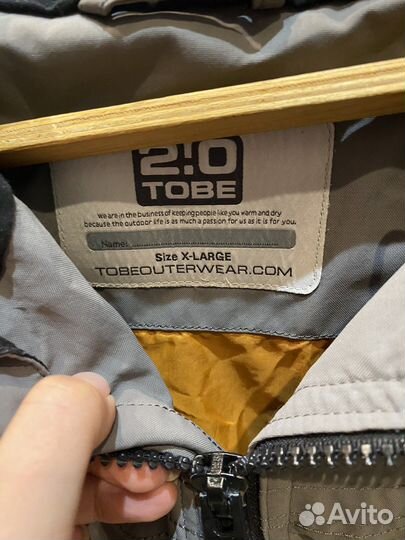 2.0
TOBE
we are in the business of keeping people like you warm and dry
because the outdoor life is as much a passion for us as it is for you.
Name:
Size X-LARGE
TOBEOUTERWEAR.COM
Avito